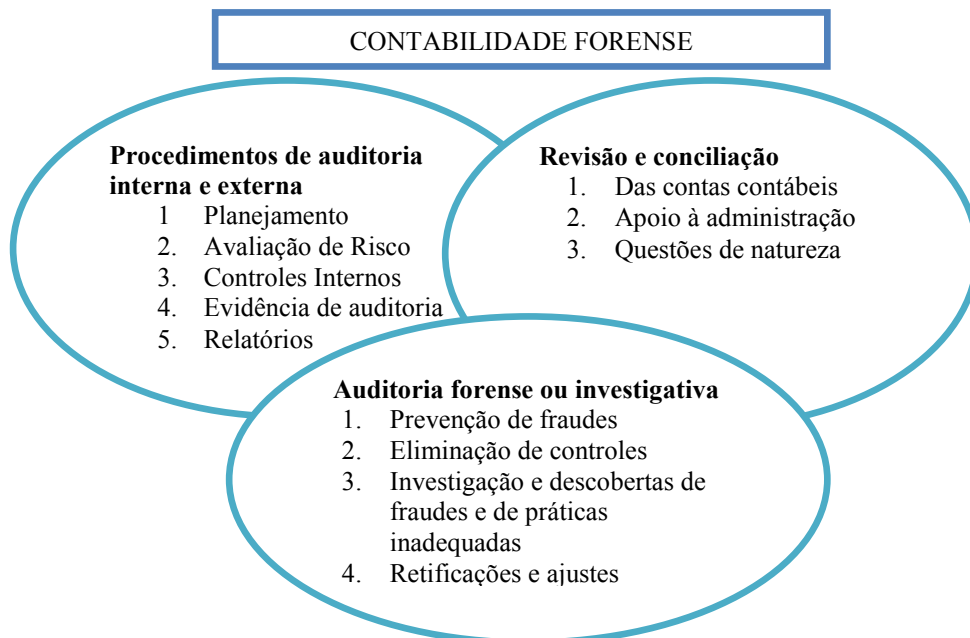 CONTABILIDADE FORENSE
Procedimentos de auditoria
interna e externa
1 Planejamento
2. Avaliação de Risco
3. Controles Internos
4. Evidência de auditoria
5. Relatórios
Revisão e conciliação
1. Das contas contábeis
2. Apoio à administração
3. Questões de natureza
Auditoria forense ou investigativa
1. Prevenção de fraudes
2. Eliminação de controles
3. Investigação e descobertas de
fraudes e de práticas
inadequadas
4. Retificações e ajustes